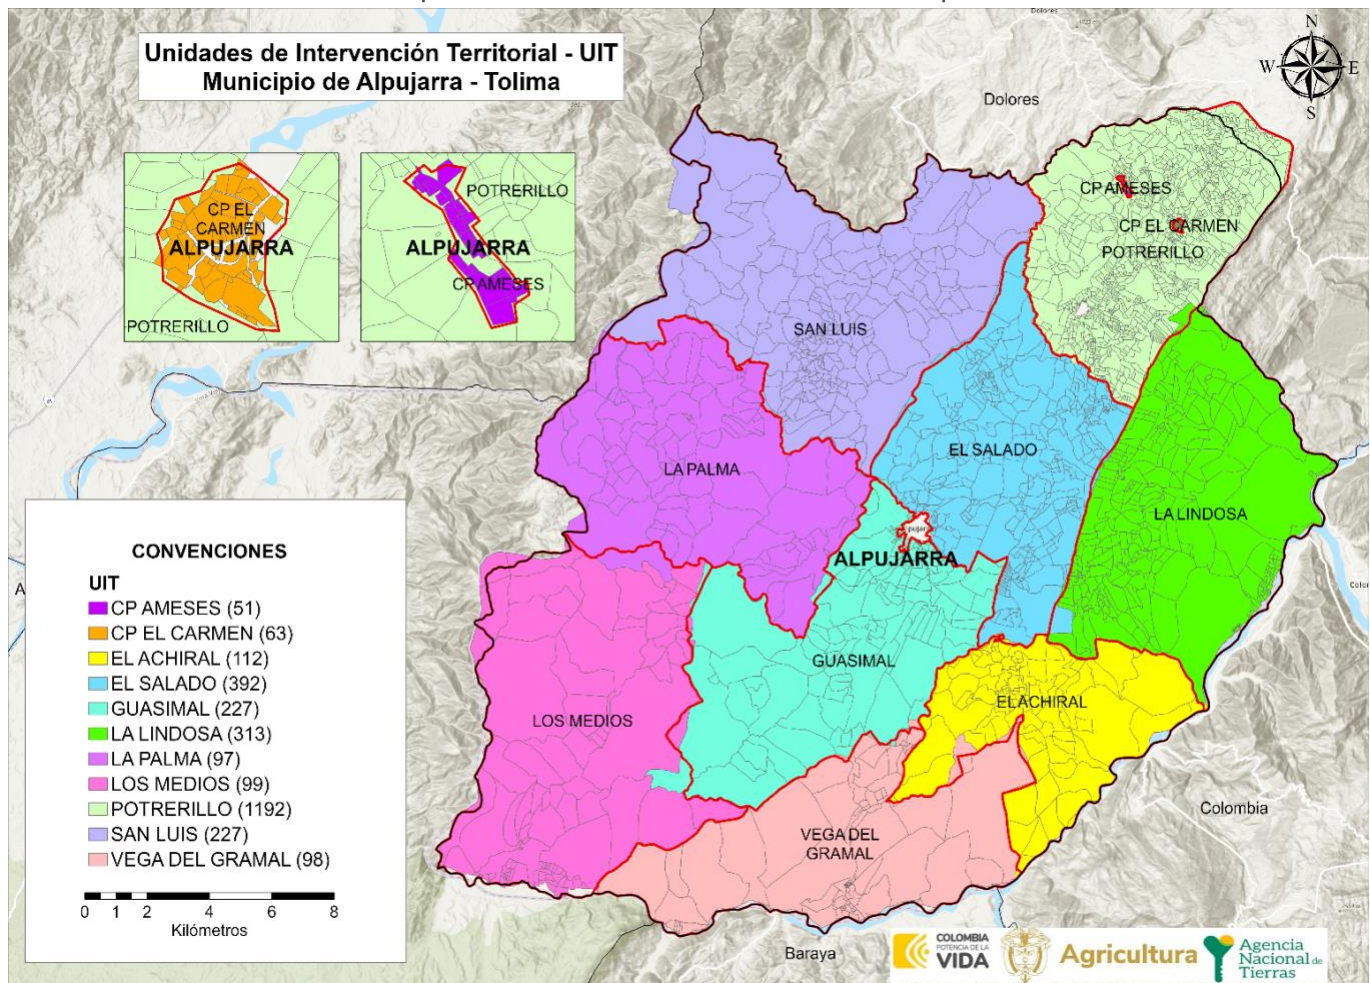 Unidades de Intervención Territorial - UIT
Municipio de Alpujarra - Tolima
N
W E
S
Dolores
Dolores
CP EL
CARMEN
ALPUJARRA
POTRERILLO
POTRERILLO
ALPUJARRA
CP AMESES
CP AMESES
CP EL CARMEN
POTRERILLO
SAN LUIS
EL SALADO
LA PALMA
LA LINDOSA
ALPUJARRA
GUASIMAL
EL ACHIRAL
LOS MEDIOS
VEGA DEL
GRAMAL
Colombia
Baraya
CONVENCIONES
UIT
CP AMESES (51)
CP EL CARMEN (63)
EL ACHIRAL (112)
EL SALADO (392)
GUASIMAL (227)
LA LINDOSA (313)
LA PALMA (97)
LOS MEDIOS (99)
POTRERILLO (1192)
SAN LUIS (227)
VEGA DEL GRAMAL (98)
0 1 2 4 6 8
Kilómetros
COLOMBIA
POTENCIA DE LA
VIDA
Agricultura
Agencia
Nacional de
Tierras